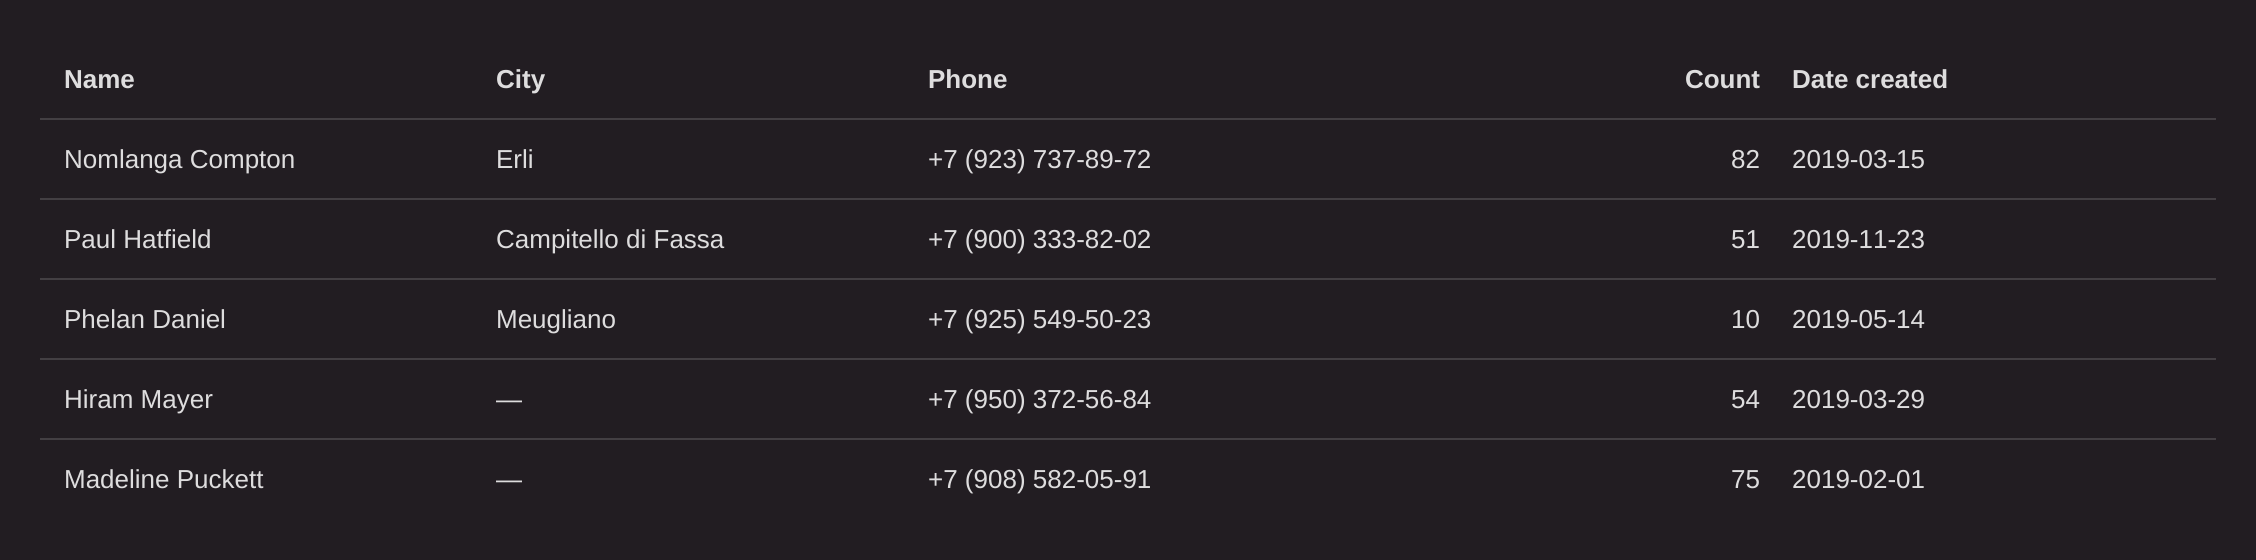 Name City Phone Count Date created
Nomlanga Compton Erli +7 (923) 737-89-72 82 2019-03-15
Paul Hatfield Campitello di Fassa +7 (900) 333-82-02 51 2019-11-23
Phelan Daniel Meugliano +7 (925) 549-50-23 10 2019-05-14
Hiram Mayer — +7 (950) 372-56-84 54 2019-03-29
Madeline Puckett — +7 (908) 582-05-91 75 2019-02-01